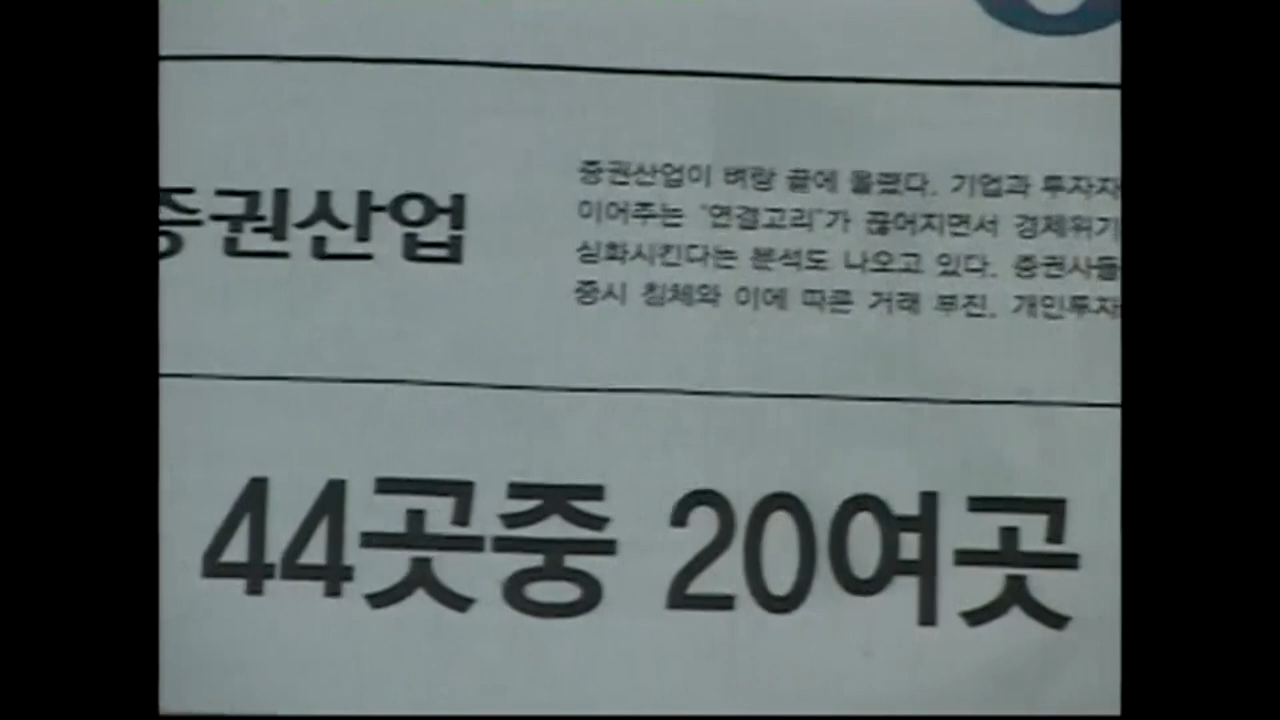 증권산업
증권산업이 벼랑 끝에 몰렸다. 기업과 투자자
이어주는 "연결고리"가 끊어지면서 경제위기
심화시킨다는 분석도 나오고 있다. 증권사들
증시 침체와 이에 따른 거래 부진, 개인투자
44곳중 20여곳